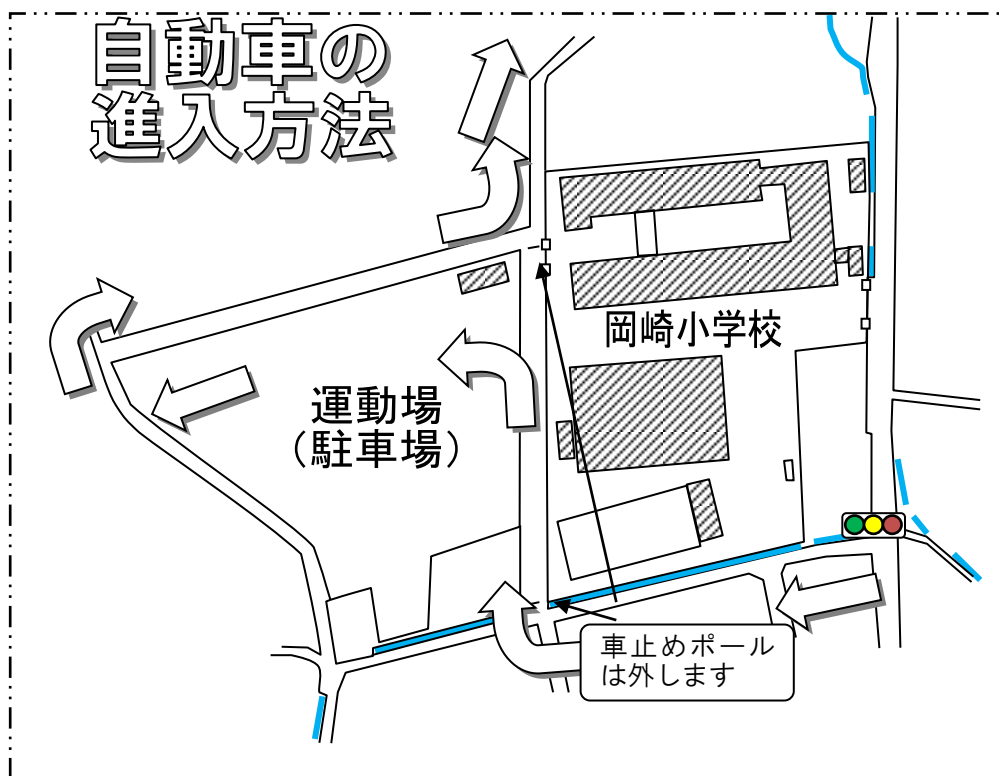 自動車の
進入方法
岡崎小学校
運動場
（駐車場）
車止めポール
は外します